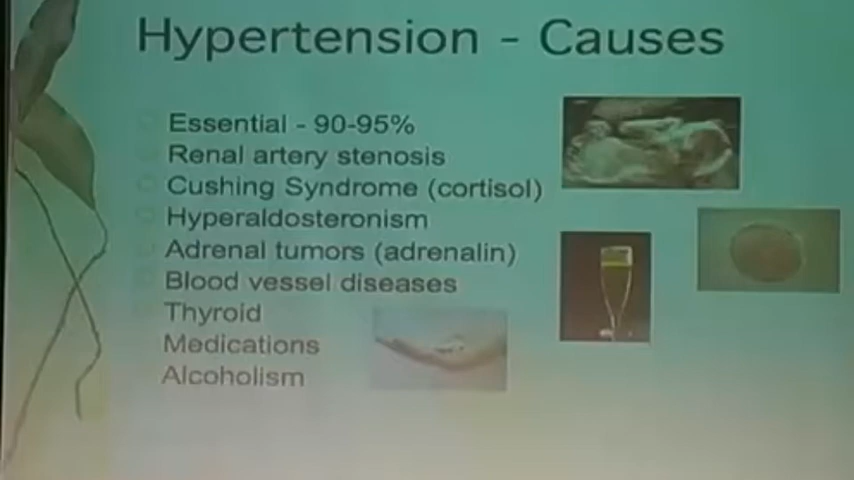 Hypertension - Causes
Essential - 90-95%
Renal artery stenosis
Cushing Syndrome (cortisol)
Hyperaldosteronism
Adrenal tumors (adrenalin)
Blood vessel diseases
Thyroid
Medications
Alcoholism